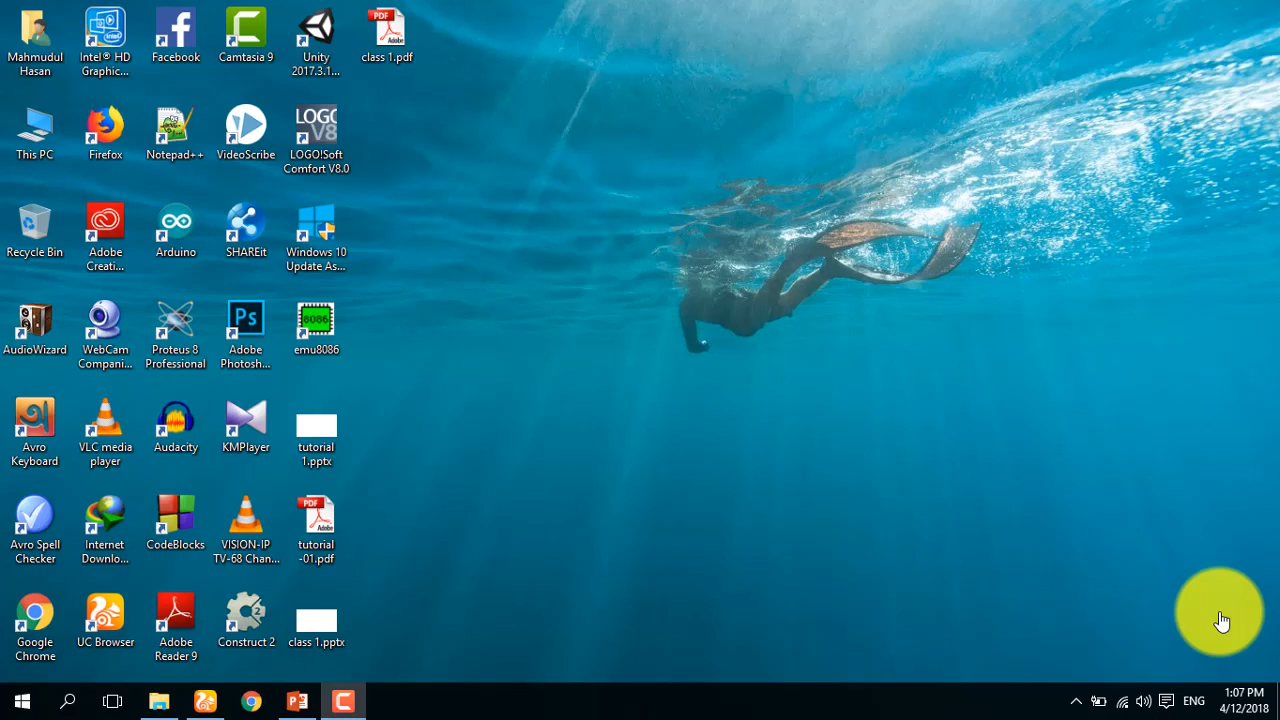 Mahmudul
Hasan
Intel® HD
Graphic...
Facebook
Camtasia 9
Unity
2017.3.1...
PDF
Adobe
class 1.pdf
This PC
Firefox
Notepad++
VideoScribe
LOGO!
V8
LOGO!Soft
Comfort V8.0
Recycle Bin
Adobe
Creati...
Arduino
SHAREit
Windows 10
Update As...
AudioWizard
WebCam
Compani...
Proteus 8
Professional
Ps
Adobe
Photosh...
8086
emu8086
Avro
Keyboard
VLC media
player
Audacity
KMPlayer
tutorial
1.pptx
Avro Spell
Checker
Internet
Downlo...
CodeBlocks
VISION-IP
TV-68 Chan...
PDF
Adobe
tutorial
-01.pdf
Google
Chrome
UC Browser
Adobe
Reader 9
2
Construct 2
class 1.pptx
ENG
1:07 PM
4/12/2018